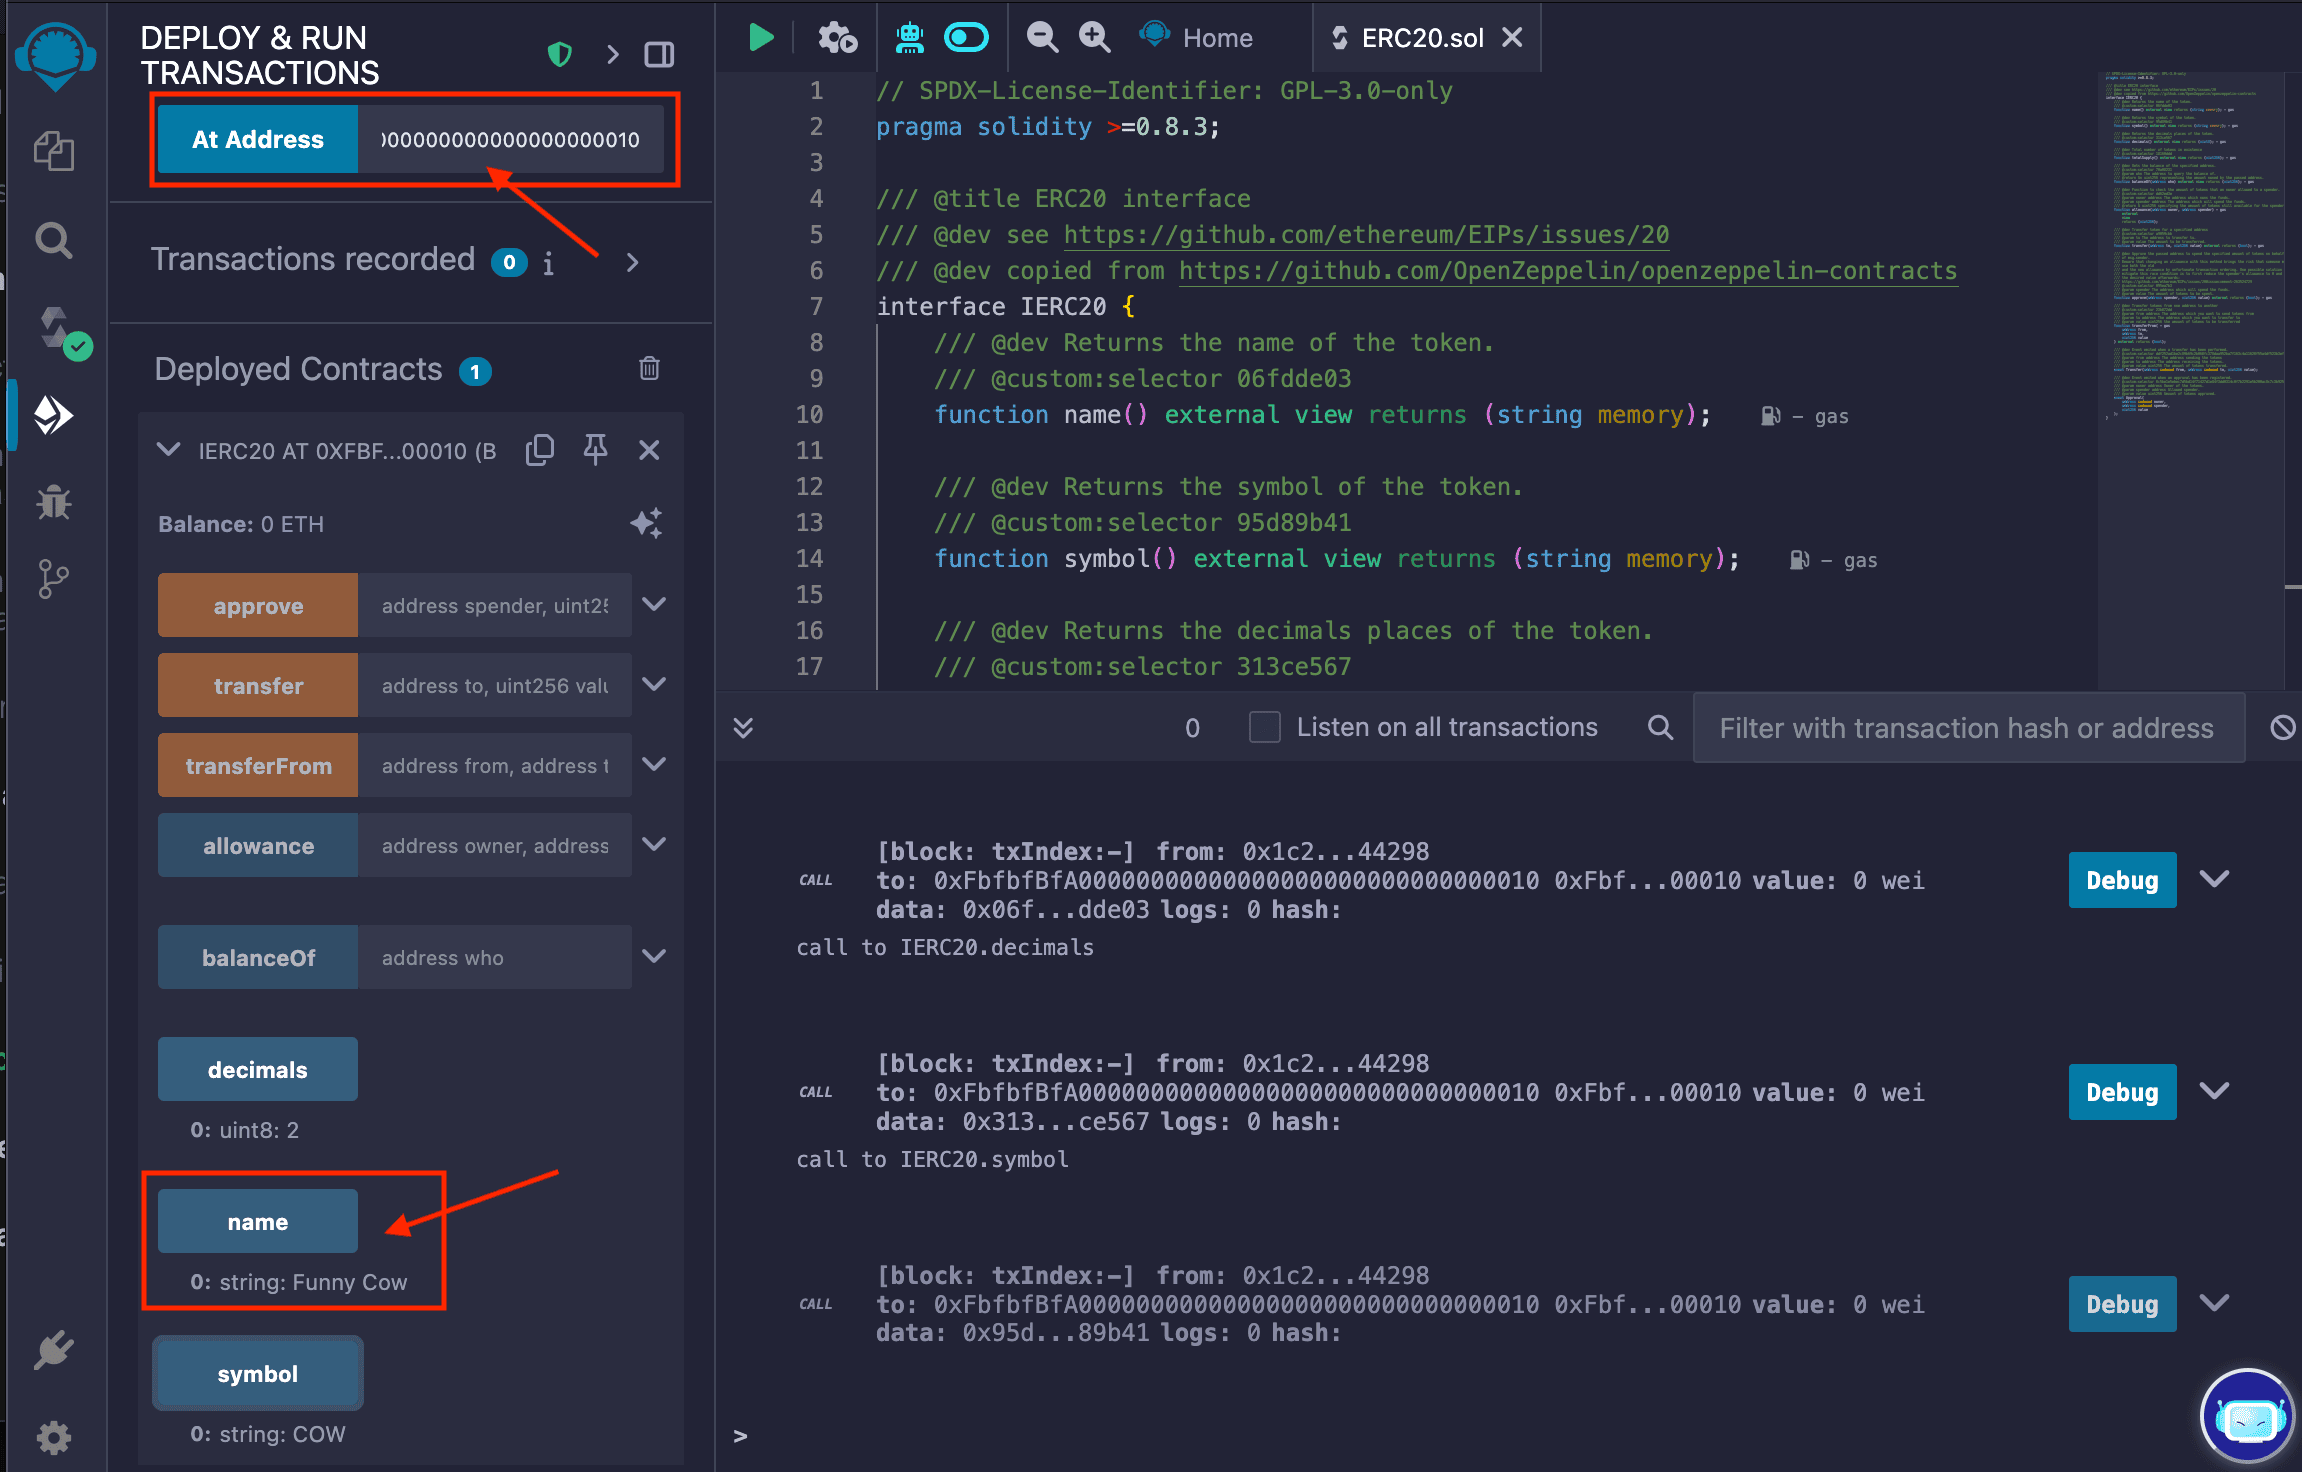 DEPLOY & RUN
TRANSACTIONS
At Address
00000000000000000010
Transactions recorded 0 i
Deployed Contracts 1
IERC20 AT 0XFBF...00010 (B
Balance: 0 ETH
approve address spender, uint25
transfer address to, uint256 valu
transferFrom address from, address t
allowance address owner, address
balanceOf address who
decimals
0: uint8: 2
name
0: string: Funny Cow
symbol
0: string: COW
Home
ERC20.sol
1 // SPDX-License-Identifier: GPL-3.0-only
2 pragma solidity >=0.8.3;
3
4 /// @title ERC20 interface
5 /// @dev see https://github.com/ethereum/EIPs/issues/20
6 /// @dev copied from https://github.com/OpenZeppelin/openzeppelin-contracts
7 interface IERC20 {
8 /// @dev Returns the name of the token.
9 /// @custom:selector 06fdde03
10 function name() external view returns (string memory); - gas
11
12 /// @dev Returns the symbol of the token.
13 /// @custom:selector 95d89b41
14 function symbol() external view returns (string memory); - gas
15
16 /// @dev Returns the decimals places of the token.
17 /// @custom:selector 313ce567
0 Listen on all transactions Filter with transaction hash or address
[block: txIndex:-] from: 0x1c2...44298
CALL to: 0xFbfbfBfA00000000000000000000000000000010 0xFbf...00010 value: 0 wei Debug
data: 0x06f...dde03 logs: 0 hash:
call to IERC20.decimals
[block: txIndex:-] from: 0x1c2...44298
CALL to: 0xFbfbfBfA00000000000000000000000000000010 0xFbf...00010 value: 0 wei Debug
data: 0x313...ce567 logs: 0 hash:
call to IERC20.symbol
[block: txIndex:-] from: 0x1c2...44298
CALL to: 0xFbfbfBfA00000000000000000000000000000010 0xFbf...00010 value: 0 wei Debug
data: 0x95d...89b41 logs: 0 hash:
>